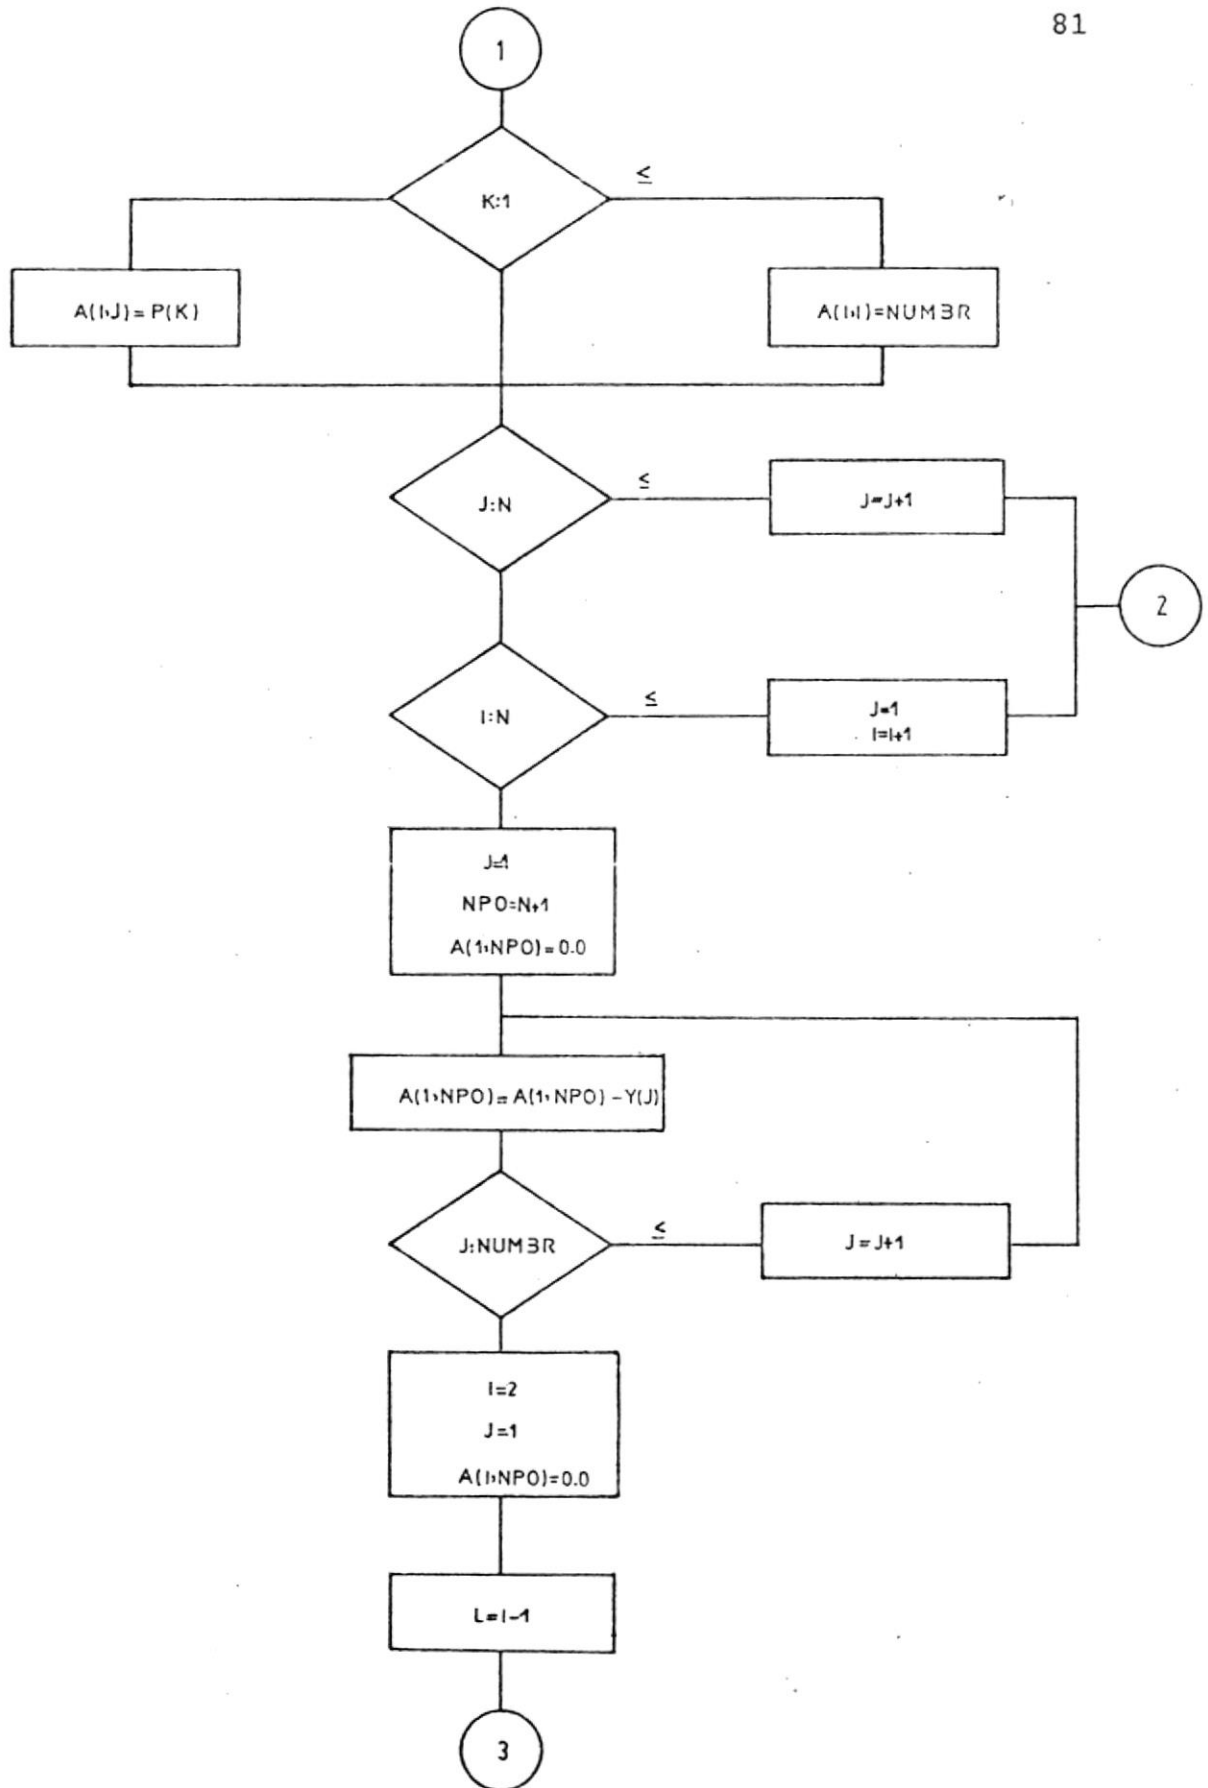 81
1
K:1
≤
A(I,J)=P(K)
A(I,I)=NUMBR
J:N
≤
J=J+1
2
I:N
≤
J=1
I=I+1
J=1
NPO=N+1
A(1,NPO)=0.0
A(1,NPO)=A(1,NPO)-Y(J)
J:NUMBR
≤
J=J+1
I=2
J=1
A(I,NPO)=0.0
L=I-1
3